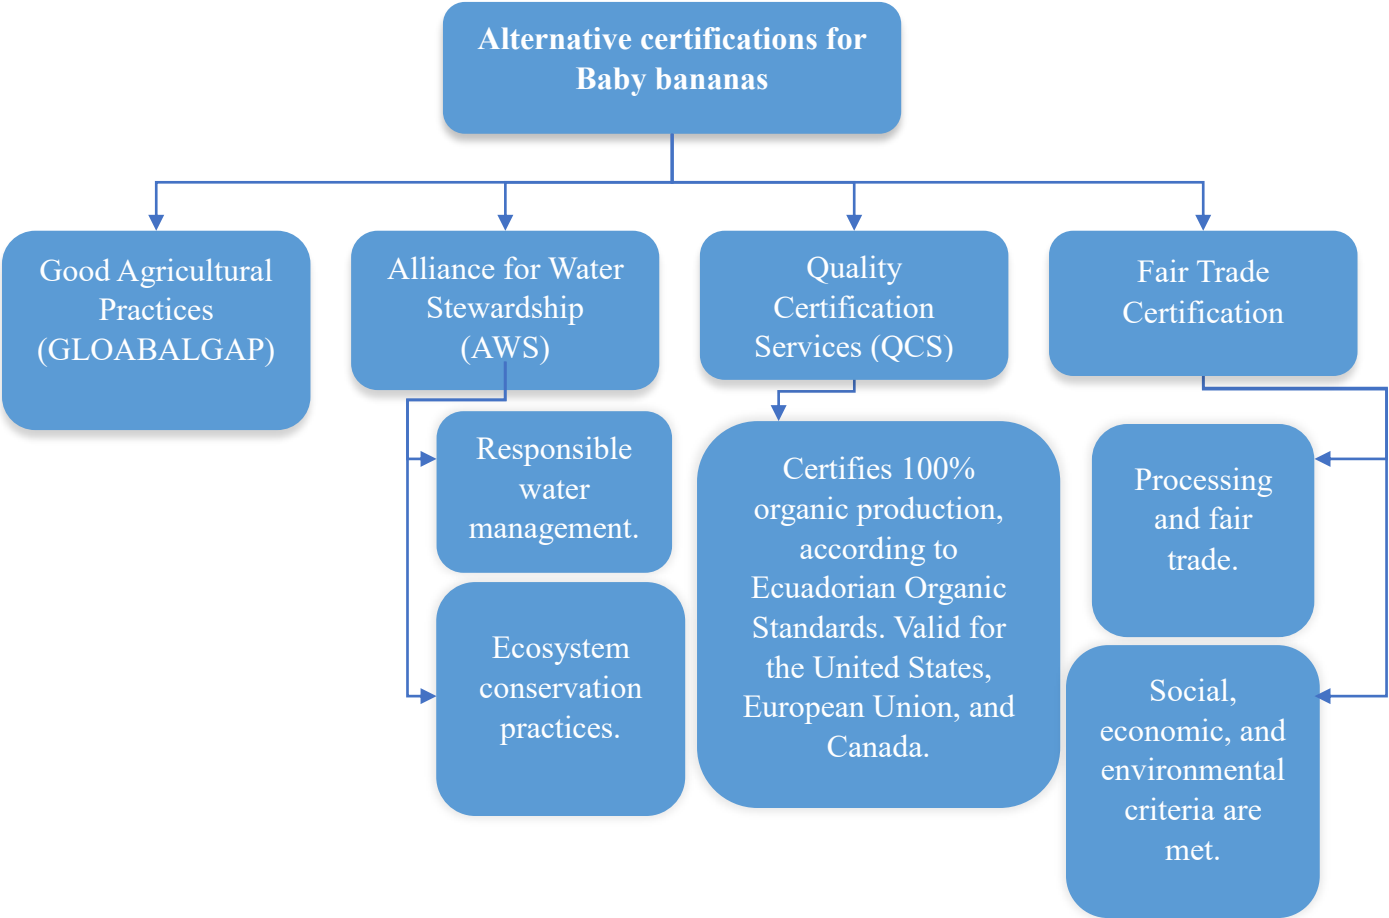 Alternative certifications for
Baby bananas
Good Agricultural
Practices
(GLOABALGAP)
Alliance for Water
Stewardship
(AWS)
Quality
Certification
Services (QCS)
Fair Trade
Certification
Responsible
water
management.
Ecosystem
conservation
practices.
Certifies 100%
organic production,
according to
Ecuadorian Organic
Standards. Valid for
the United States,
European Union, and
Canada.
Processing
and fair
trade.
Social,
economic, and
environmental
criteria are
met.